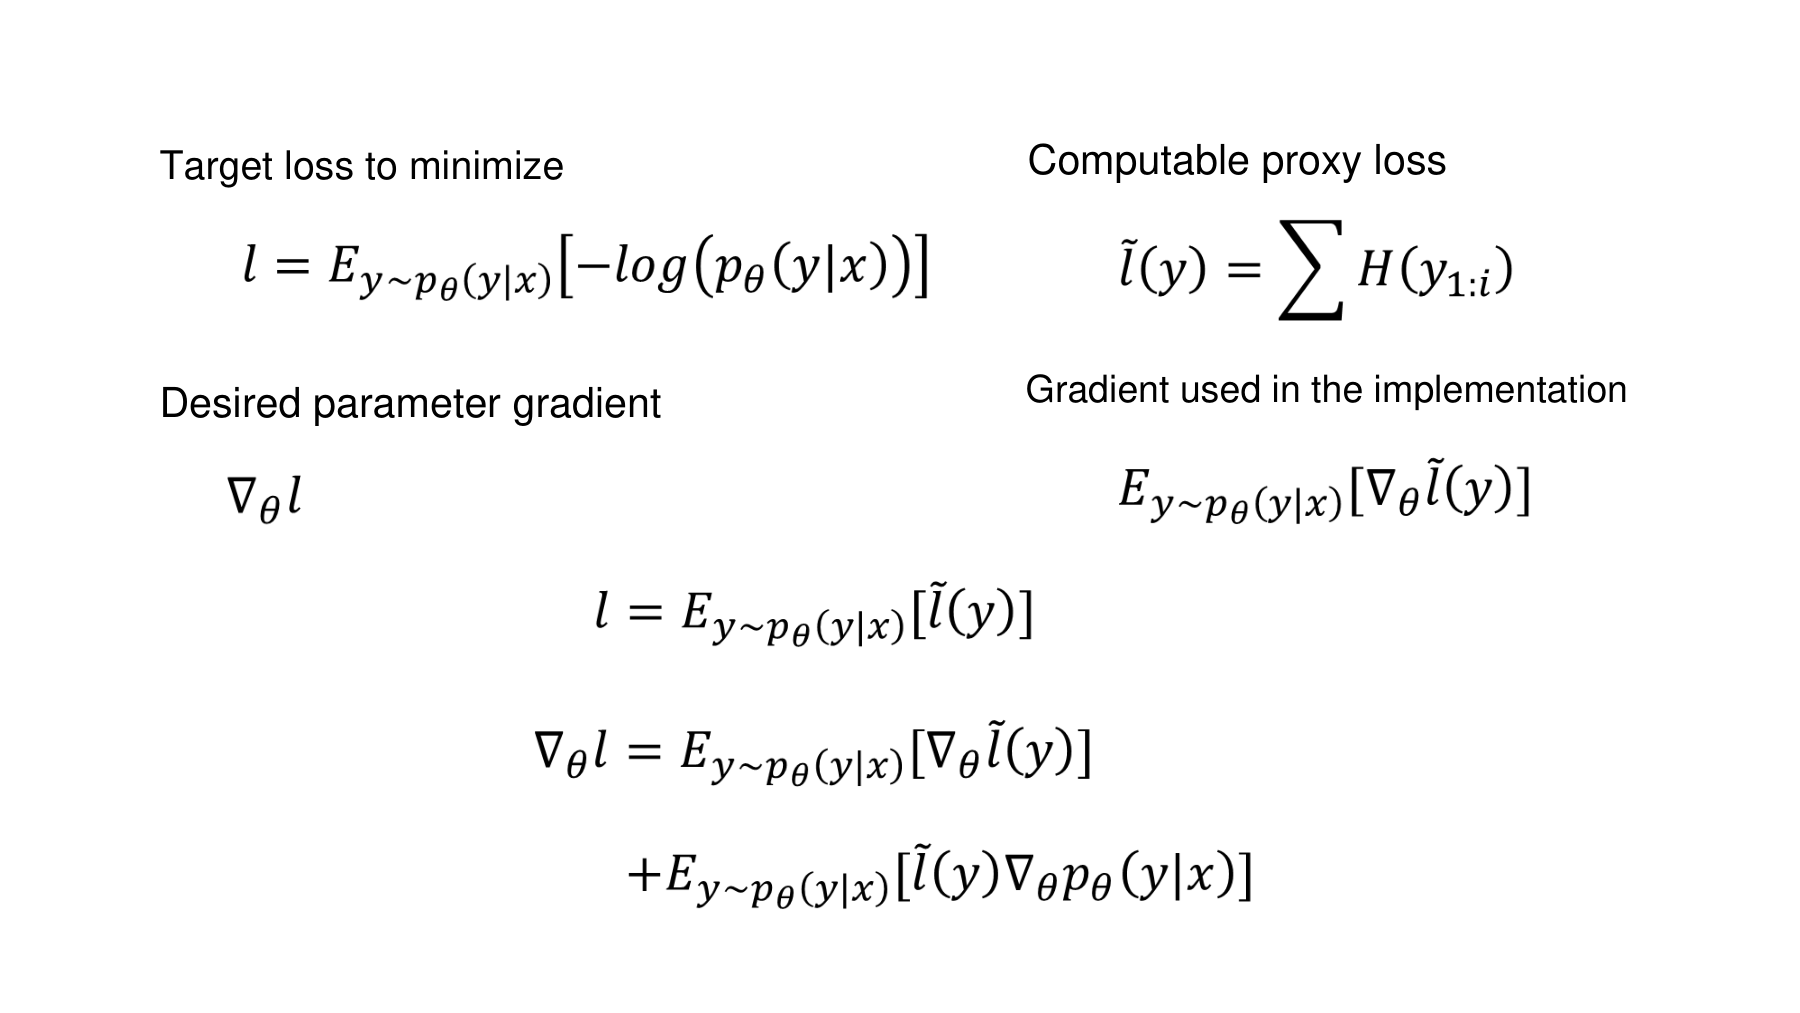 Target loss to minimize
l = E_{y~p_θ(y|x)}[−log(p_θ(y|x))]
Computable proxy loss
l̃(y) = ∑ H(y_{1:i})
Desired parameter gradient
∇_θ l
Gradient used in the implementation
E_{y~p_θ(y|x)}[∇_θ l̃(y)]
l = E_{y~p_θ(y|x)}[l̃(y)]
∇_θ l = E_{y~p_θ(y|x)}[∇_θ l̃(y)]
+E_{y~p_θ(y|x)}[l̃(y)∇_θ p_θ(y|x)]